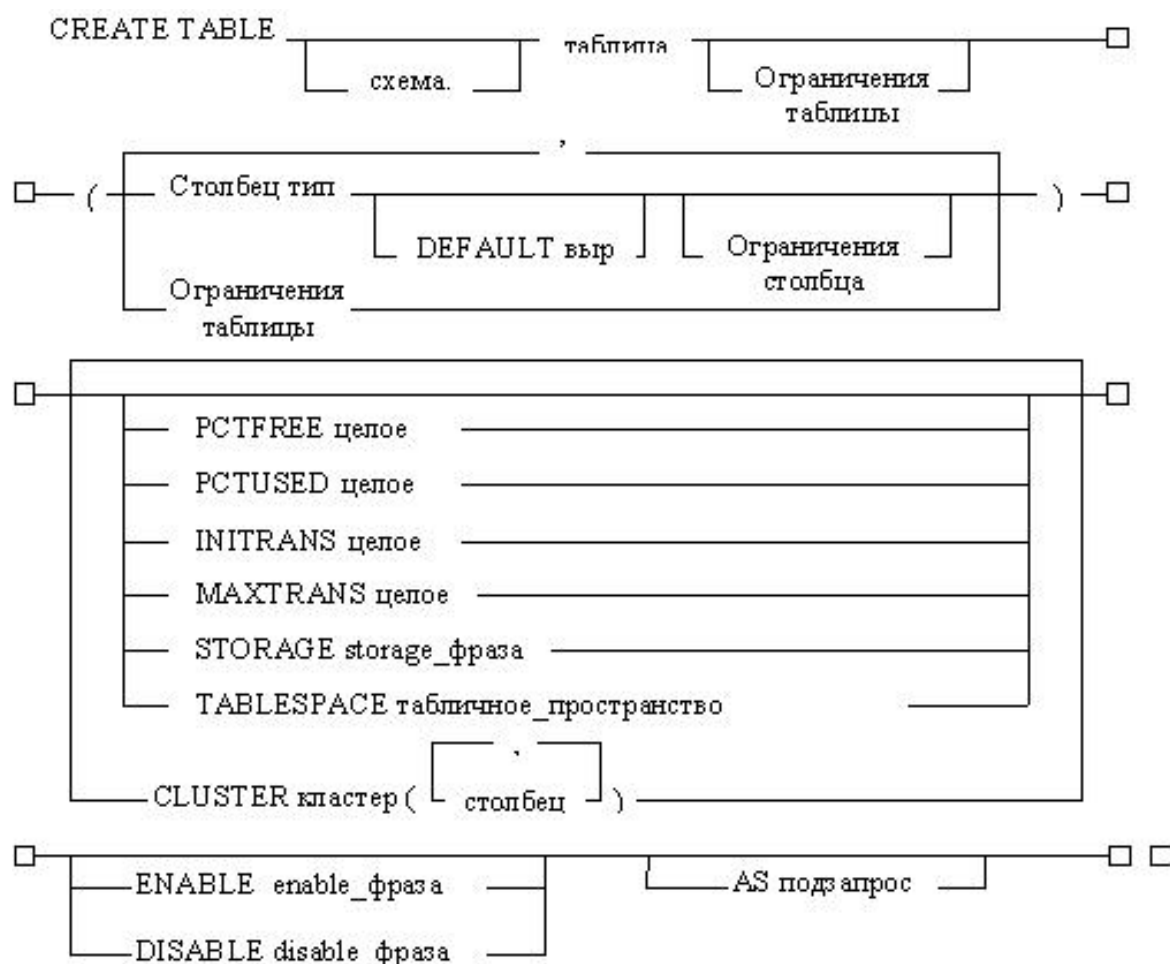 CREATE TABLE таблица
схема. Ограничения
таблицы
,
( Столбец тип )
DEFAULT выр Ограничения
столбца
Ограничения
таблицы
PCTFREE целое
PCTUSED целое
INITRANS целое
MAXTRANS целое
STORAGE storage_фраза
TABLESPACE табличное_пространство
,
CLUSTER кластер ( столбец )
ENABLE enable_фраза AS подзапрос
DISABLE disable_фраза